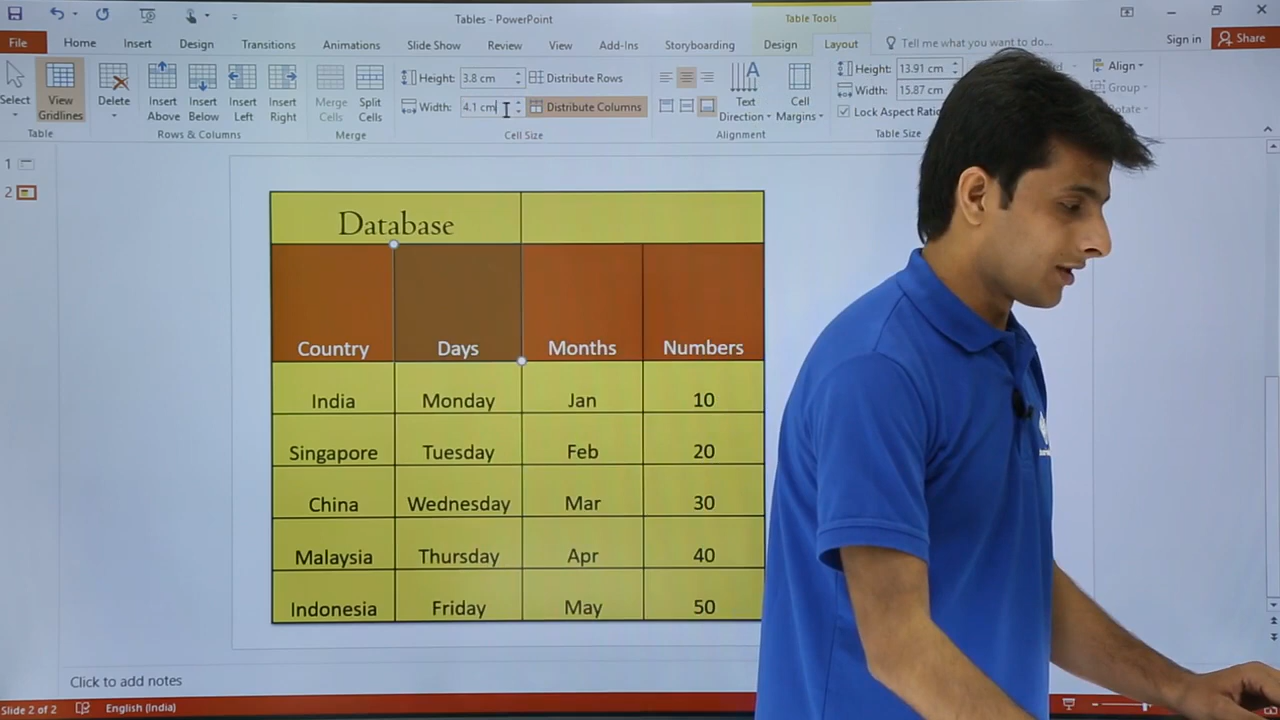 Tables - PowerPoint
Table Tools
File
Home
Insert
Design
Transitions
Animations
Slide Show
Review
View
Add-Ins
Storyboarding
Design
Layout
Tell me what you want to do...
Sign in
Share
Select
View Gridlines
Delete
Insert Above
Insert Below
Insert Left
Insert Right
Merge Cells
Split Cells
Height: 3.8 cm
Distribute Rows
Width: 4.1 cm
Distribute Columns
Text Direction
Cell Margins
Height: 13.91 cm
Width: 15.87 cm
Lock Aspect Ratio
Align
Group
Rotate
Table
Rows & Columns
Merge
Cell Size
Alignment
Table Size
1
2
Database
Country Days Months Numbers
India Monday Jan 10
Singapore Tuesday Feb 20
China Wednesday Mar 30
Malaysia Thursday Apr 40
Indonesia Friday May 50
Click to add notes
Slide 2 of 2
English (India)